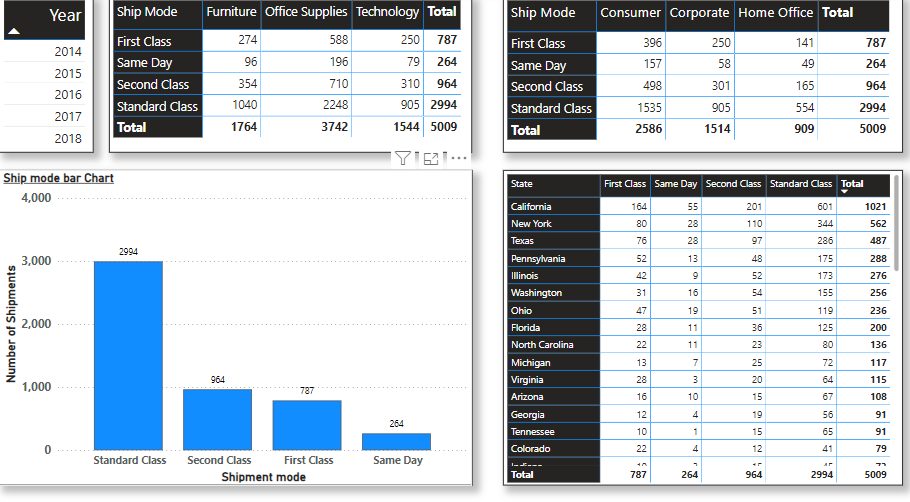 Year
2014
2015
2016
2017
2018
Ship Mode Furniture Office Supplies Technology Total
First Class 274 588 250 787
Same Day 96 196 79 264
Second Class 354 710 310 964
Standard Class 1040 2248 905 2994
Total 1764 3742 1544 5009
Ship Mode Consumer Corporate Home Office Total
First Class 396 250 141 787
Same Day 157 58 49 264
Second Class 498 301 165 964
Standard Class 1535 905 554 2994
Total 2586 1514 909 5009
Ship mode bar Chart
4,000
3,000
2,000
1,000
0
Number of Shipments
2994
964
787
264
Standard Class Second Class First Class Same Day
Shipment mode
State First Class Same Day Second Class Standard Class Total
California 164 55 201 601 1021
New York 80 28 110 344 562
Texas 76 28 97 286 487
Pennsylvania 52 13 48 175 288
Illinois 42 9 52 173 276
Washington 31 16 54 155 256
Ohio 47 19 51 119 236
Florida 28 11 36 125 200
North Carolina 22 11 23 80 136
Michigan 13 7 25 72 117
Virginia 28 3 20 64 115
Arizona 16 10 15 67 108
Georgia 12 4 19 56 91
Tennessee 10 1 15 65 91
Colorado 22 4 12 41 79
Total 787 264 964 2994 5009